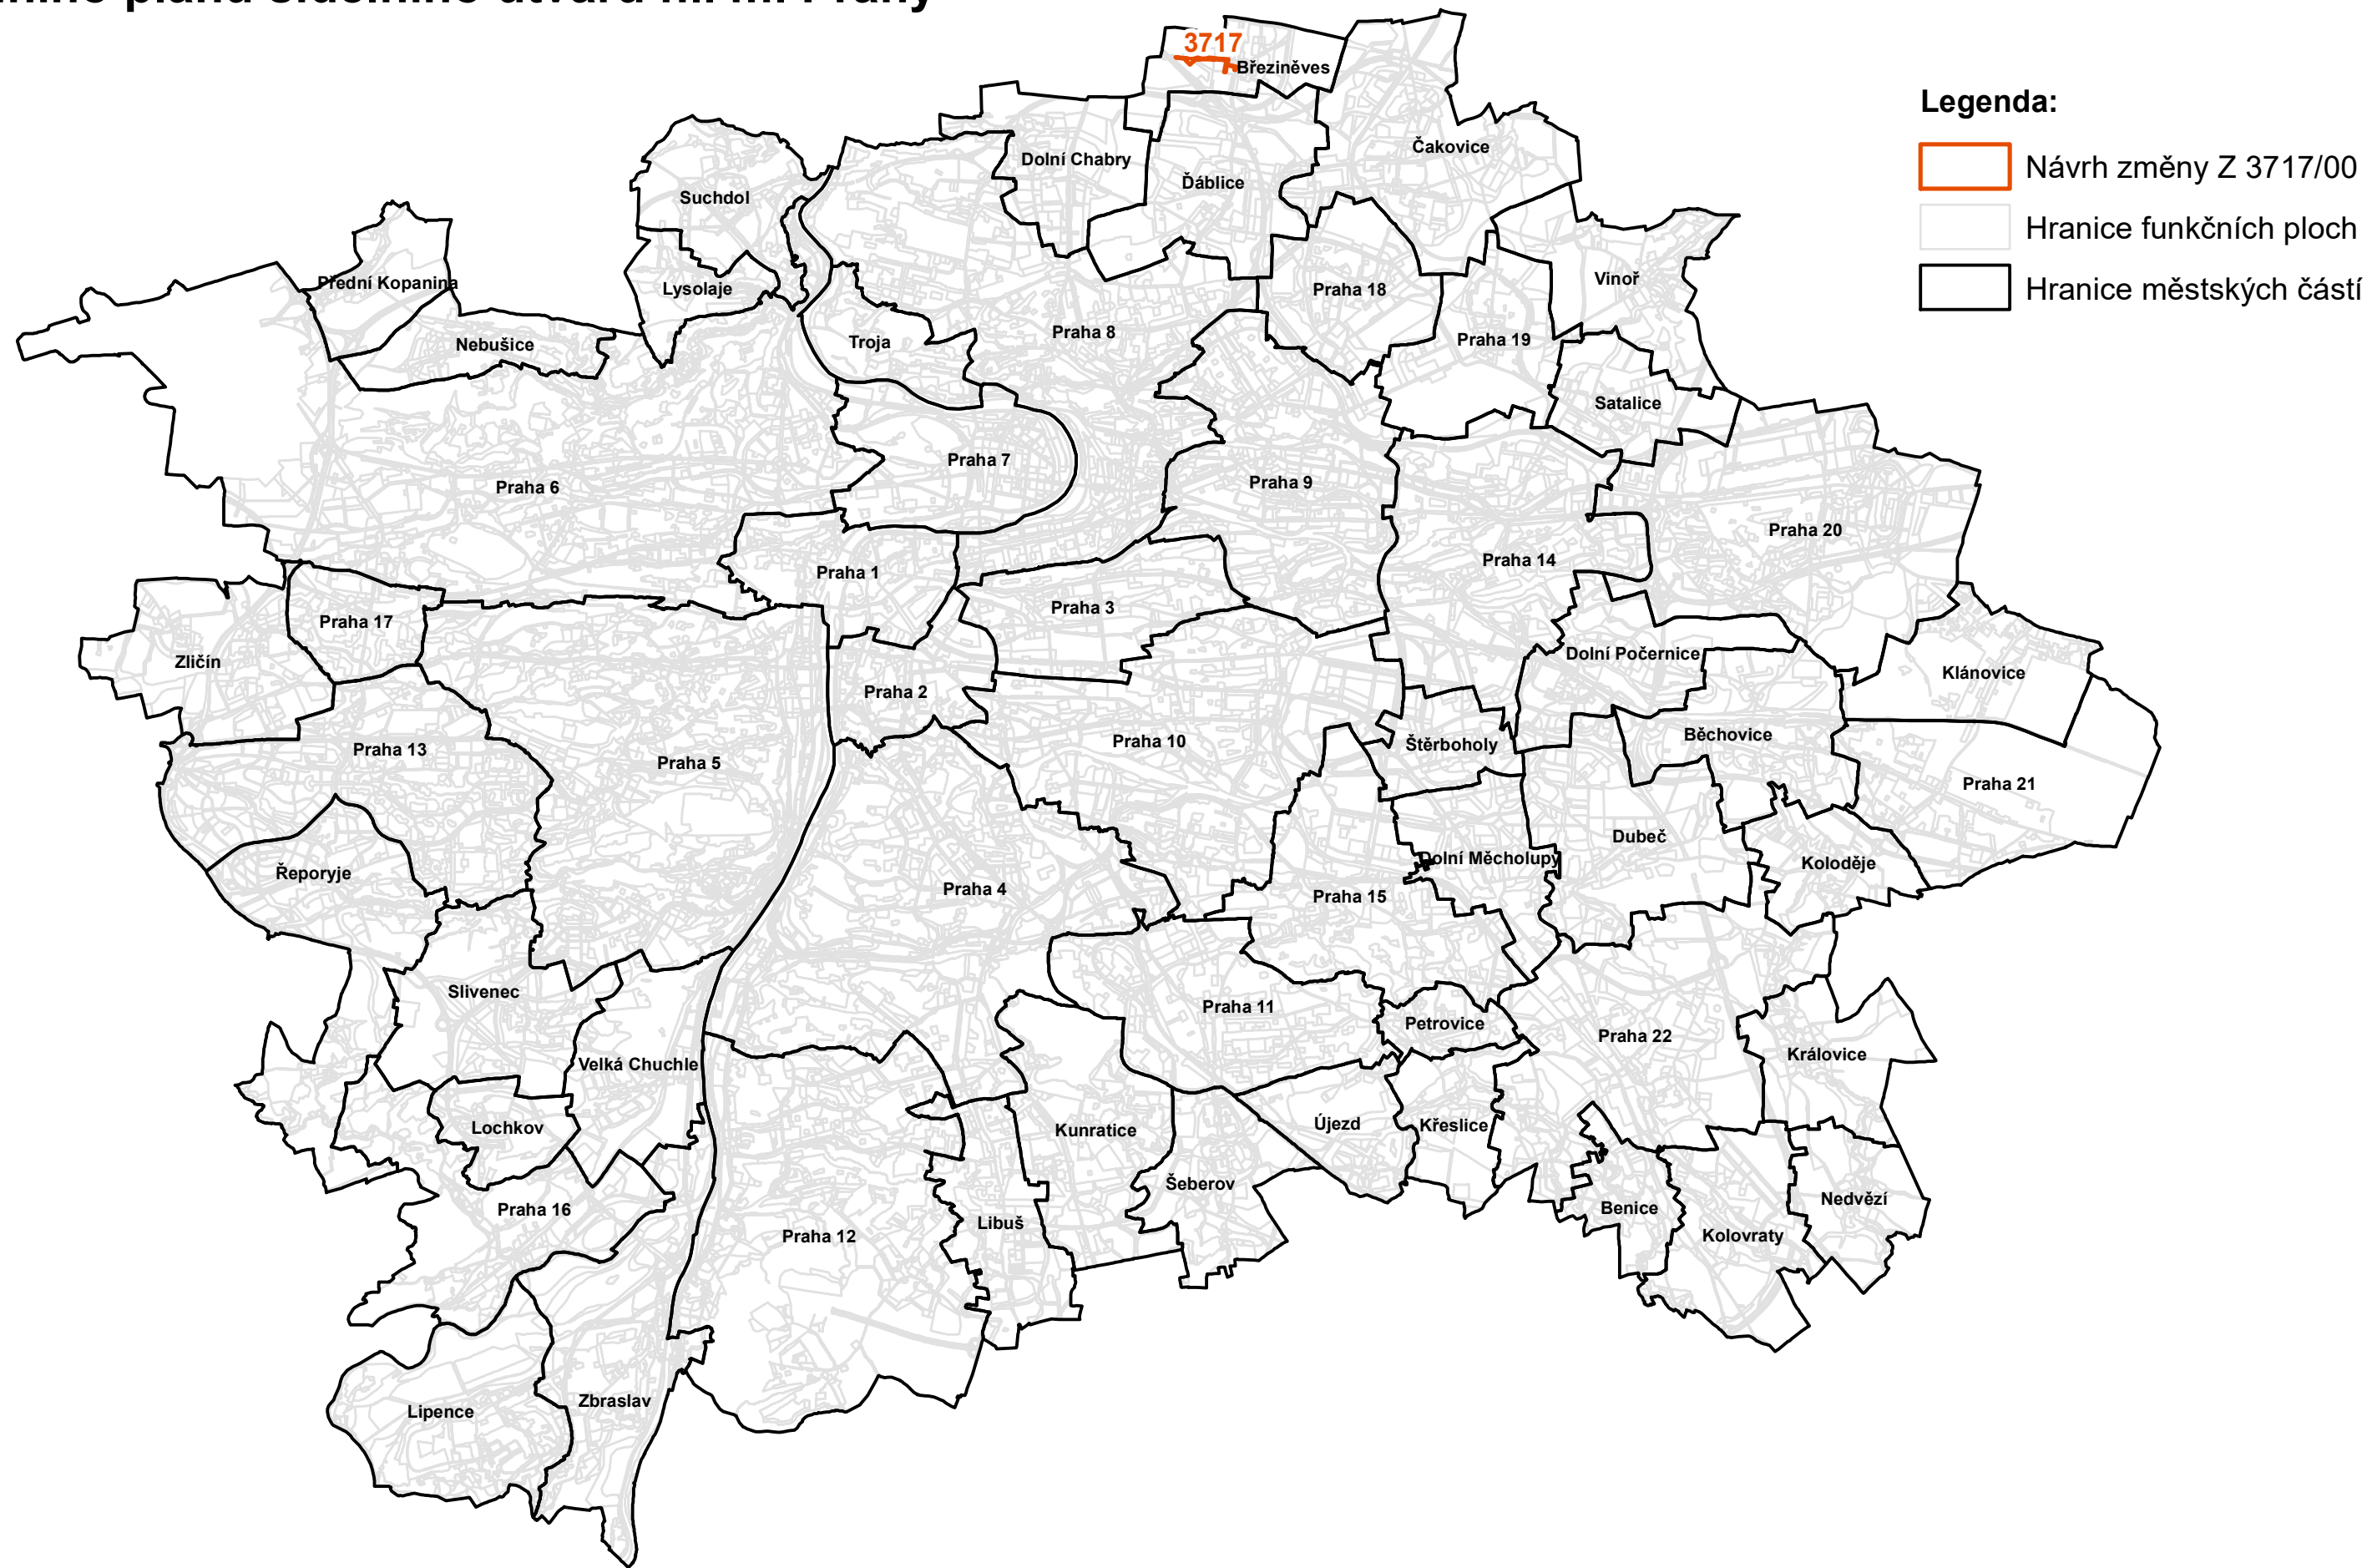 plánu sídelního útvaru hl. m. Prahy
3717
Březiněves
Legenda:
Návrh změny Z 3717/00
Hranice funkčních ploch
Hranice městských částí
Dolní Chabry
Čakovice
Ďáblice
Suchdol
Vinoř
Přední Kopanina
Lysolaje
Praha 18
Nebušice
Troja
Praha 8
Praha 19
Satalice
Praha 7
Praha 6
Praha 9
Praha 20
Praha 14
Praha 1
Praha 3
Praha 17
Zličín
Dolní Počernice
Klánovice
Praha 2
Běchovice
Praha 13
Praha 10
Štěrboholy
Praha 5
Praha 21
Dubeč
Dolní Měcholupy
Koloděje
Řeporyje
Praha 4
Praha 15
Slivenec
Praha 11
Petrovice
Praha 22
Královice
Velká Chuchle
Lochkov
Kunratice
Újezd
Křeslice
Šeberov
Nedvězí
Praha 16
Benice
Libuš
Praha 12
Kolovraty
Zbraslav
Lipence